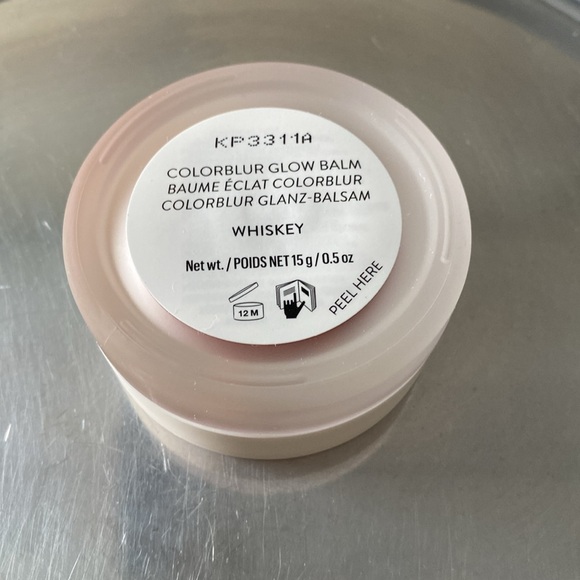 KP3311A
COLORBLUR GLOW BALM
BAUME ÉCLAT COLORBLUR
COLORBLUR GLANZ-BALSAM
WHISKEY
Net wt. / POIDS NET 15 g / 0.5 oz
12 M
PEEL HERE